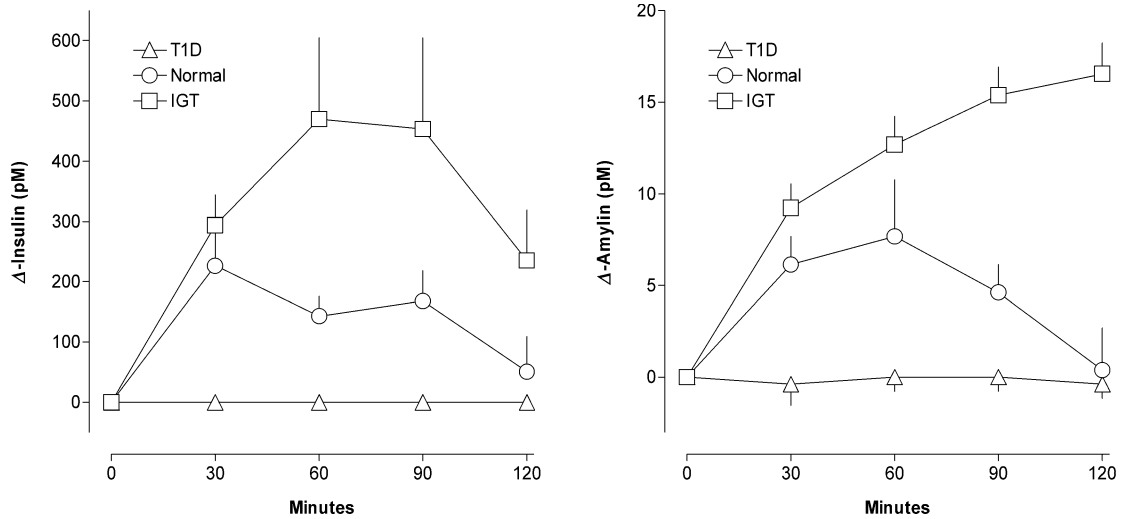 600
500
400
300
200
100
0
Δ-Insulin (pM)
T1D
Normal
IGT
0 30 60 90 120
Minutes
20
15
10
5
0
Δ-Amylin (pM)
T1D
Normal
IGT
0 30 60 90 120
Minutes